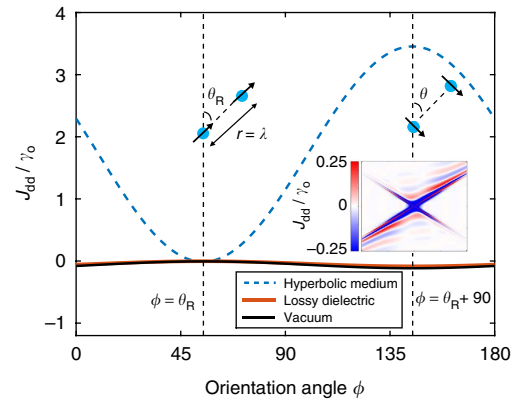 4
3
2
1
0
−1
J_dd / γ_o
θ_R
r = λ
θ
0.25
0
−0.25
J_dd / γ_o
Hyperbolic medium
Lossy dielectric
Vacuum
ϕ = θ_R
ϕ = θ_R + 90
0 45 90 135 180
Orientation angle ϕ